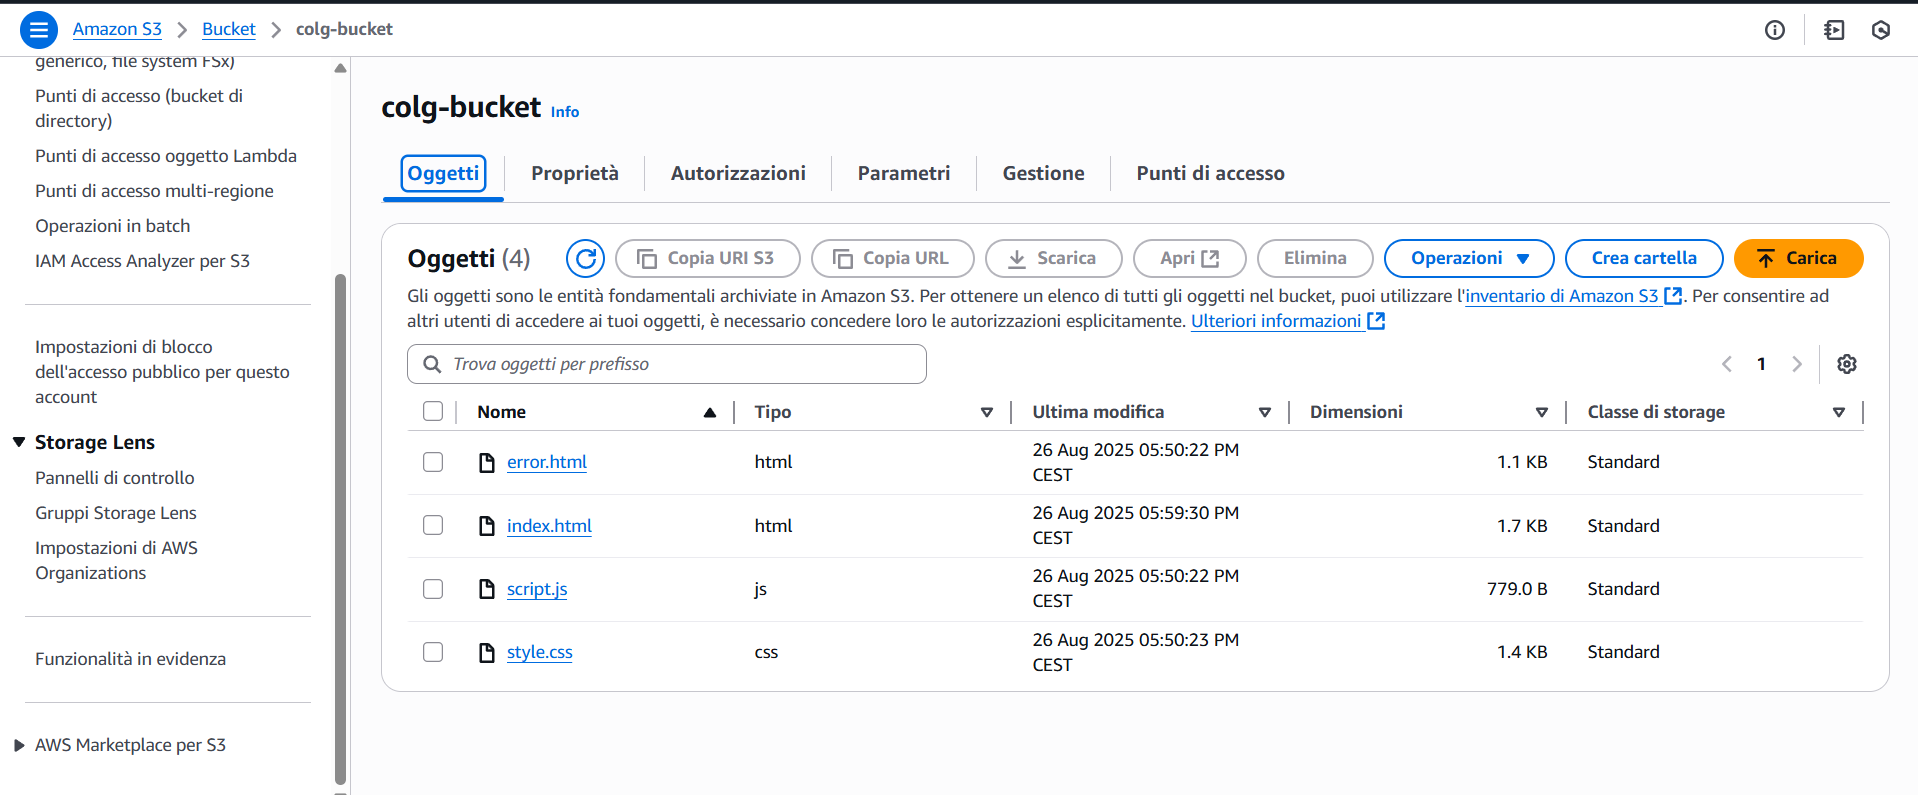 Amazon S3 > Bucket > colg-bucket
generico, file system FSx)
Punti di accesso (bucket di
directory)
Punti di accesso oggetto Lambda
Punti di accesso multi-regione
Operazioni in batch
IAM Access Analyzer per S3
Impostazioni di blocco
dell'accesso pubblico per questo
account
Storage Lens
Pannelli di controllo
Gruppi Storage Lens
Impostazioni di AWS
Organizations
Funzionalità in evidenza
AWS Marketplace per S3
colg-bucket Info
Oggetti Proprietà Autorizzazioni Parametri Gestione Punti di accesso
Oggetti (4) Copia URI S3 Copia URL Scarica Apri Elimina Operazioni Crea cartella Carica
Gli oggetti sono le entità fondamentali archiviate in Amazon S3. Per ottenere un elenco di tutti gli oggetti nel bucket, puoi utilizzare l'inventario di Amazon S3. Per consentire ad
altri utenti di accedere ai tuoi oggetti, è necessario concedere loro le autorizzazioni esplicitamente. Ulteriori informazioni
Trova oggetti per prefisso
1
Nome Tipo Ultima modifica Dimensioni Classe di storage
error.html html 26 Aug 2025 05:50:22 PM 1.1 KB Standard
CEST
index.html html 26 Aug 2025 05:59:30 PM 1.7 KB Standard
CEST
script.js js 26 Aug 2025 05:50:22 PM 779.0 B Standard
CEST
style.css css 26 Aug 2025 05:50:23 PM 1.4 KB Standard
CEST